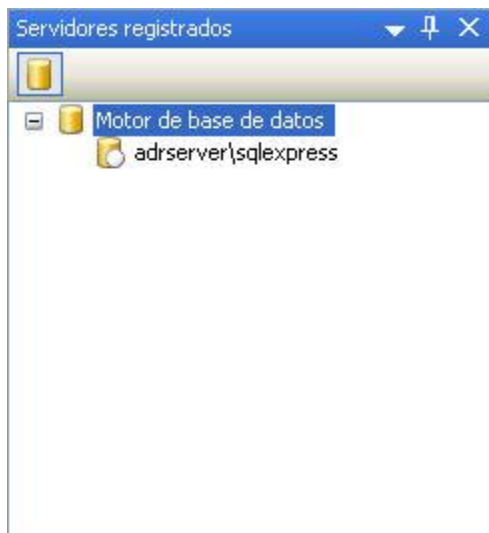 Servidores registrados
Motor de base de datos
adrserver\sqlexpress